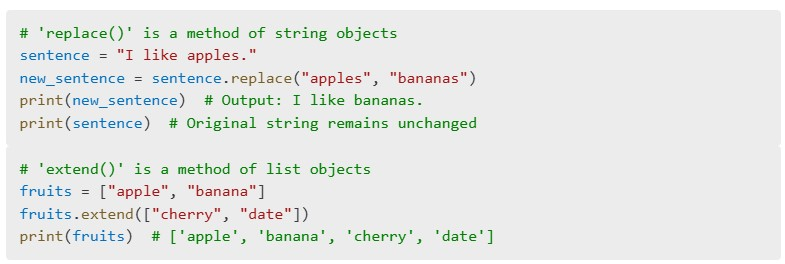 # 'replace()' is a method of string objects
sentence = "I like apples."
new_sentence = sentence.replace("apples", "bananas")
print(new_sentence)  # Output: I like bananas.
print(sentence)  # Original string remains unchanged
# 'extend()' is a method of list objects
fruits = ["apple", "banana"]
fruits.extend(["cherry", "date"])
print(fruits)  # ['apple', 'banana', 'cherry', 'date']